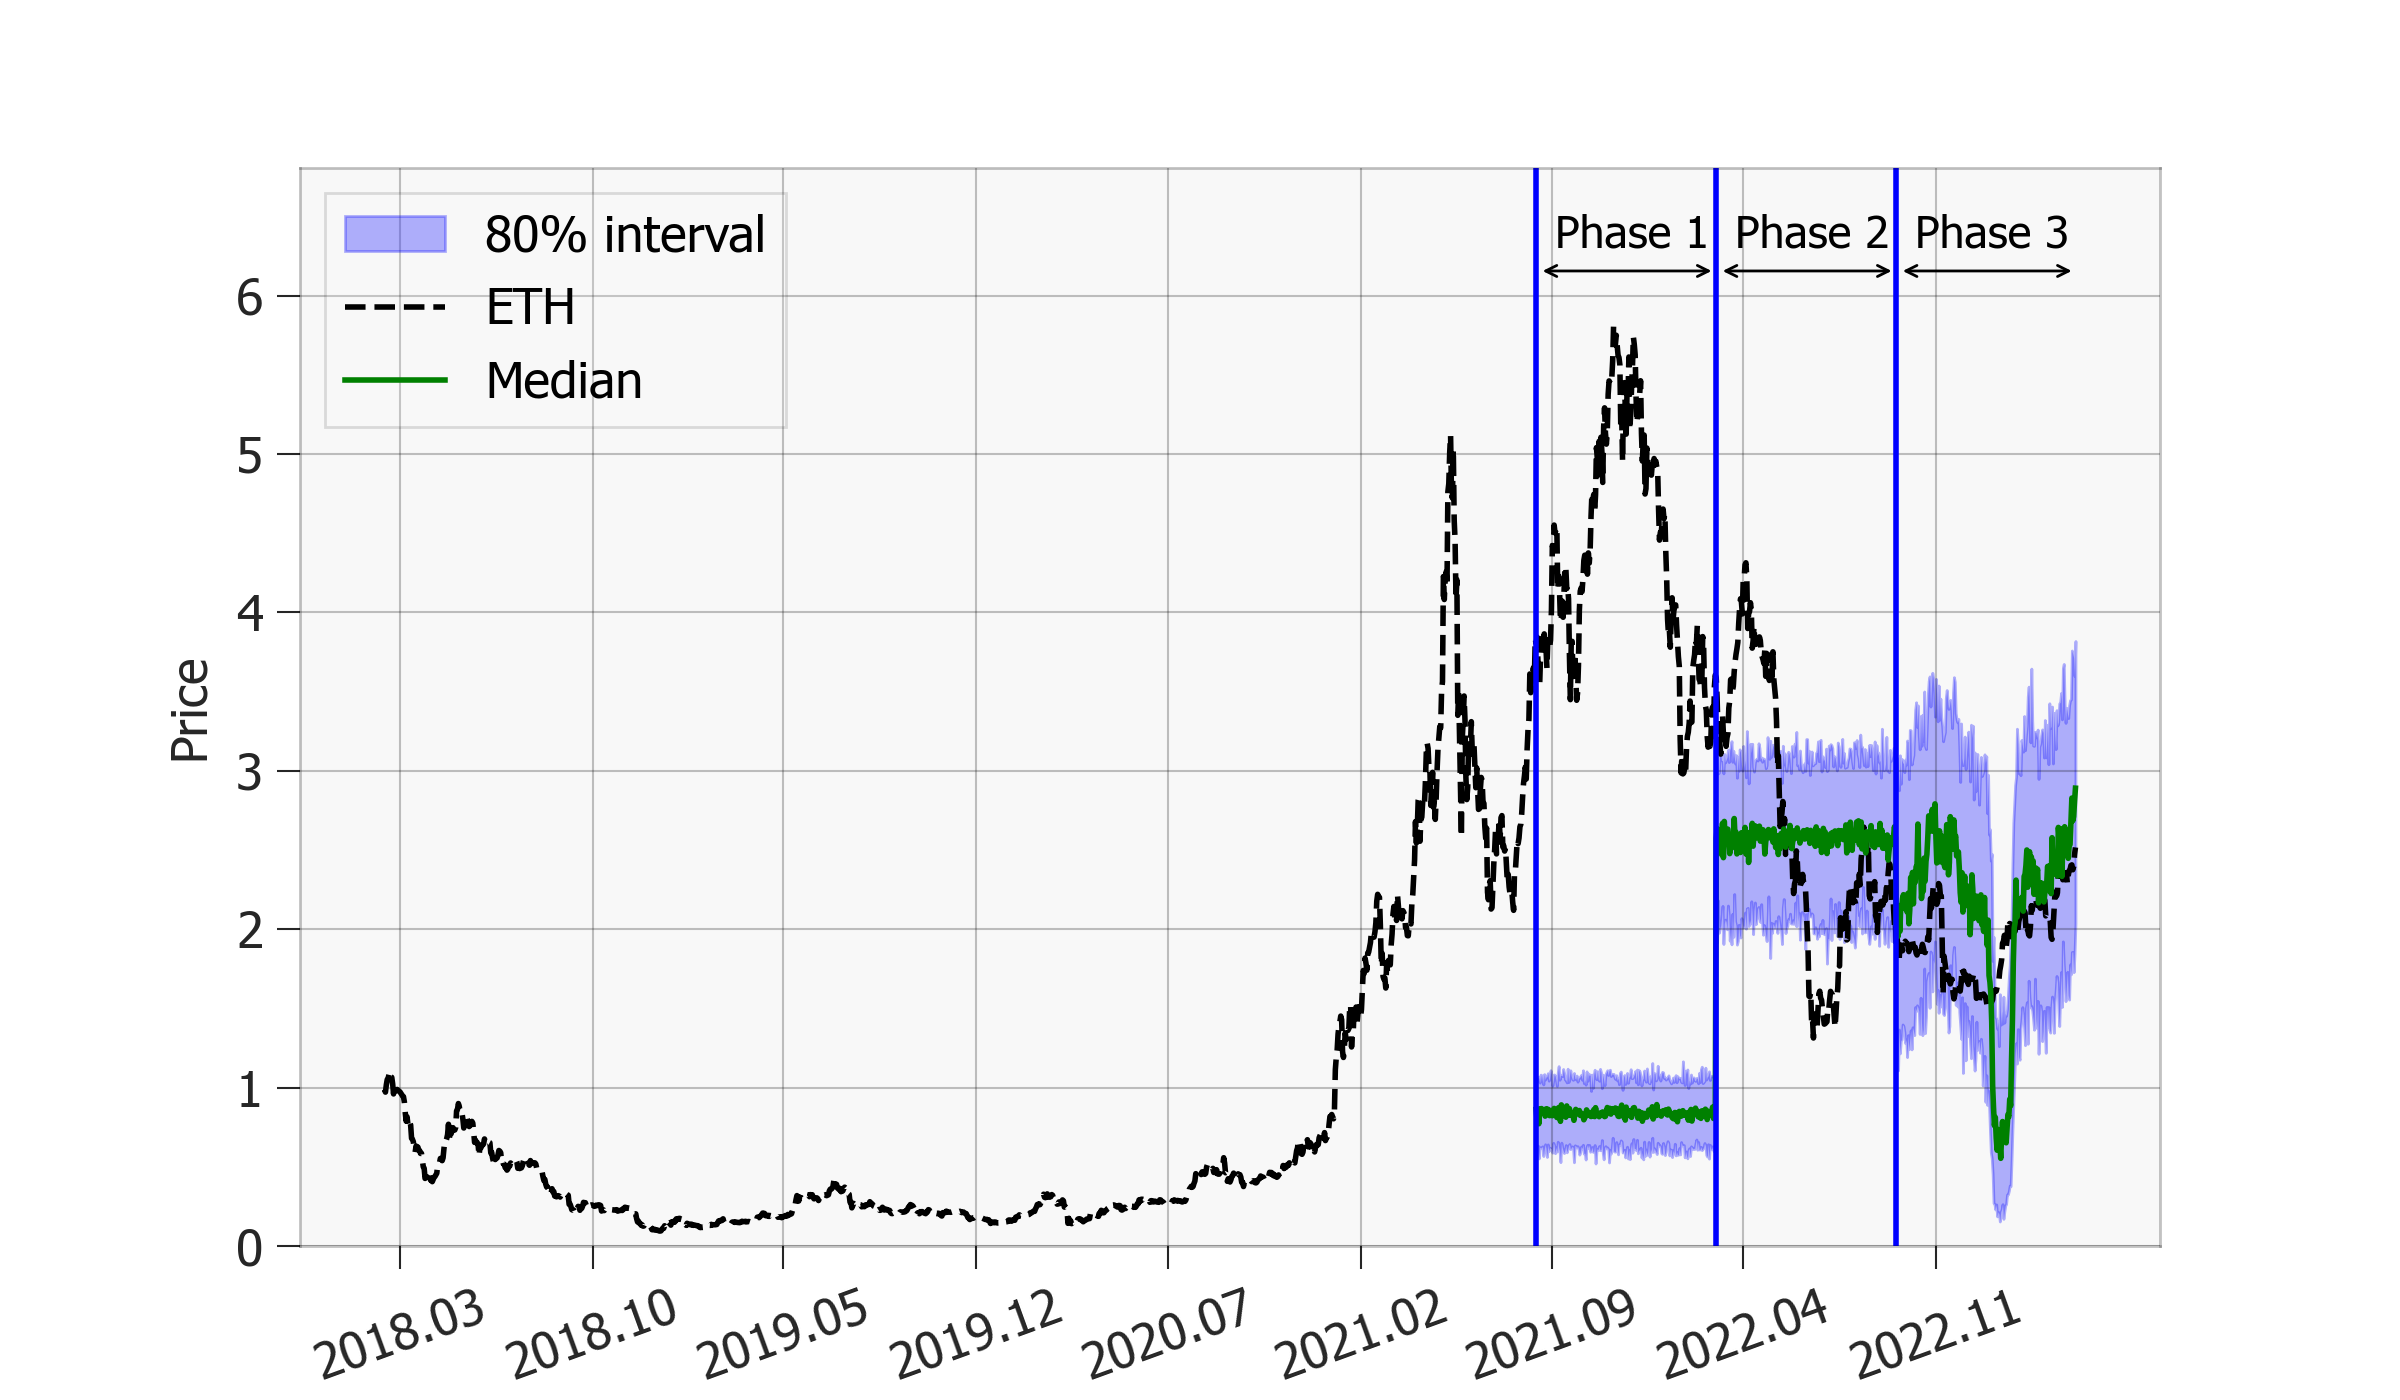 80% interval
ETH
Median
Phase 1
Phase 2
Phase 3
Price
6
5
4
3
2
1
0
2018.03
2018.10
2019.05
2019.12
2020.07
2021.02
2021.09
2022.04
2022.11